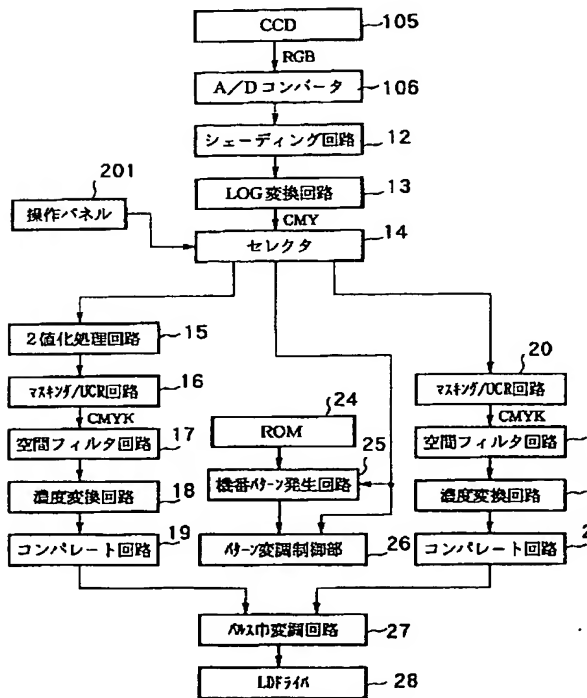 CCD
105
RGB
A/Dコンバータ
106
シェーディング回路
12
201
LOG変換回路
13
操作パネル
CMY
セレクタ
14
2値化処理回路
15
20
マスキング/UCR回路
16
24
マスキング/UCR回路
CMYK
ROM
25
CMYK
空間フィルタ回路
17
空間フィルタ回路
機番パターン発生回路
濃度変換回路
18
濃度変換回路
19
コンパレート回路
パターン変調制御部
26
コンパレート回路
2
パルス巾変調回路
27
LDドライバ
28